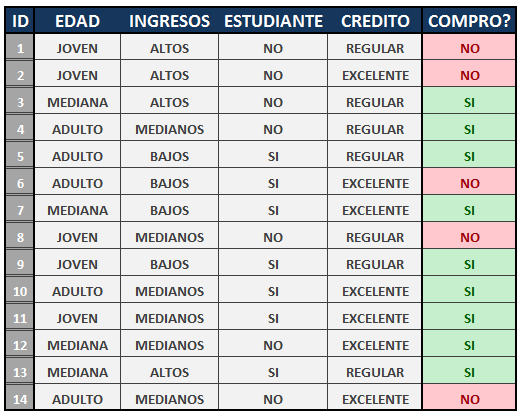 ID EDAD INGRESOS ESTUDIANTE CREDITO COMPRO?
1 JOVEN ALTOS NO REGULAR NO
2 JOVEN ALTOS NO EXCELENTE NO
3 MEDIANA ALTOS NO REGULAR SI
4 ADULTO MEDIANOS NO REGULAR SI
5 ADULTO BAJOS SI REGULAR SI
6 ADULTO BAJOS SI EXCELENTE NO
7 MEDIANA BAJOS SI EXCELENTE SI
8 JOVEN MEDIANOS NO REGULAR NO
9 JOVEN BAJOS SI REGULAR SI
10 ADULTO MEDIANOS SI EXCELENTE SI
11 JOVEN MEDIANOS SI EXCELENTE SI
12 MEDIANA MEDIANOS NO EXCELENTE SI
13 MEDIANA ALTOS SI REGULAR SI
14 ADULTO MEDIANOS NO EXCELENTE NO